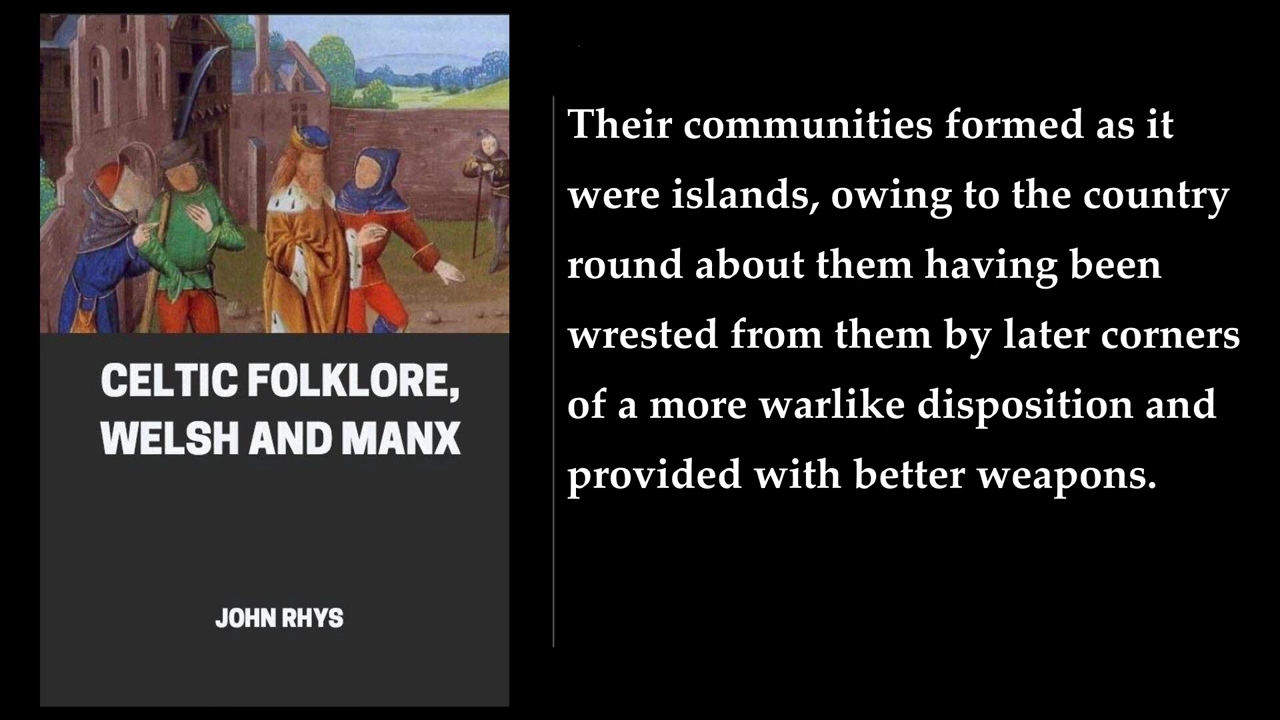 CELTIC FOLKLORE,
WELSH AND MANX
JOHN RHYS
Their communities formed as it
were islands, owing to the country
round about them having been
wrested from them by later corners
of a more warlike disposition and
provided with better weapons.